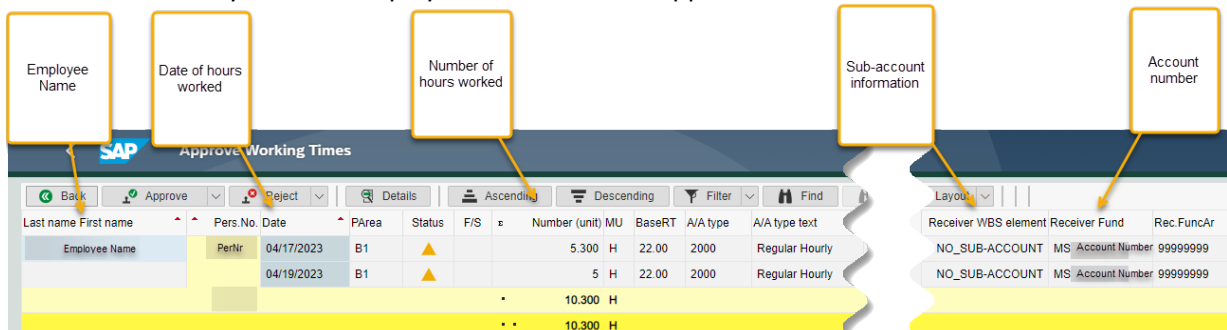 Employee
Name
Date of hours
worked
Number of
hours worked
Sub-account
information
Account
number
SAP Approve Working Times
Back Approve Reject Details Ascending Descending Filter Find Layout
Last name First name Pers.No. Date PArea Status F/S Σ Number (unit) MU BaseRT A/A type A/A type text Receiver WBS element Receiver Fund Rec.FuncAr
Employee Name PerNr 04/17/2023 B1 5.300 H 22.00 2000 Regular Hourly NO_SUB-ACCOUNT MS Account Number 99999999
04/19/2023 B1 5 H 22.00 2000 Regular Hourly NO_SUB-ACCOUNT MS Account Number 99999999
10.300 H
10.300 H